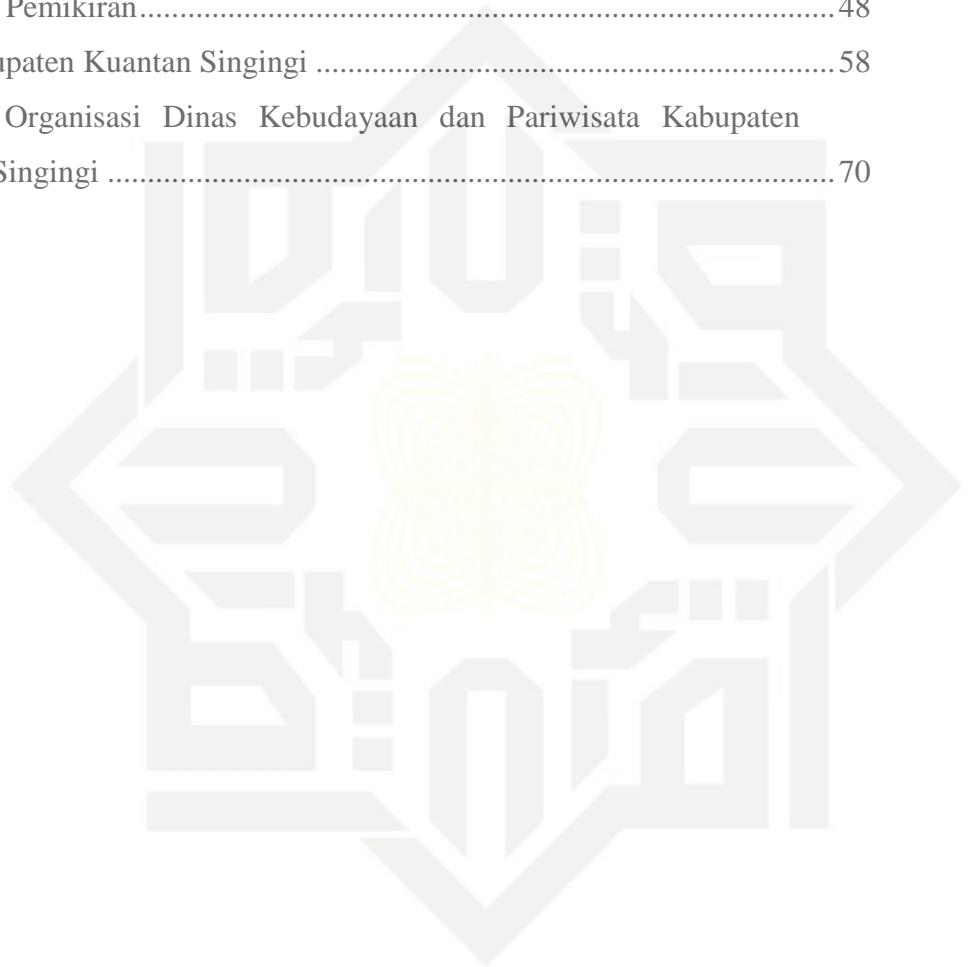 Pemikiran.......................................................................................48
upaten Kuantan Singingi .................................................................58
Organisasi Dinas Kebudayaan dan Pariwisata Kabupaten
Singingi ...........................................................................................70